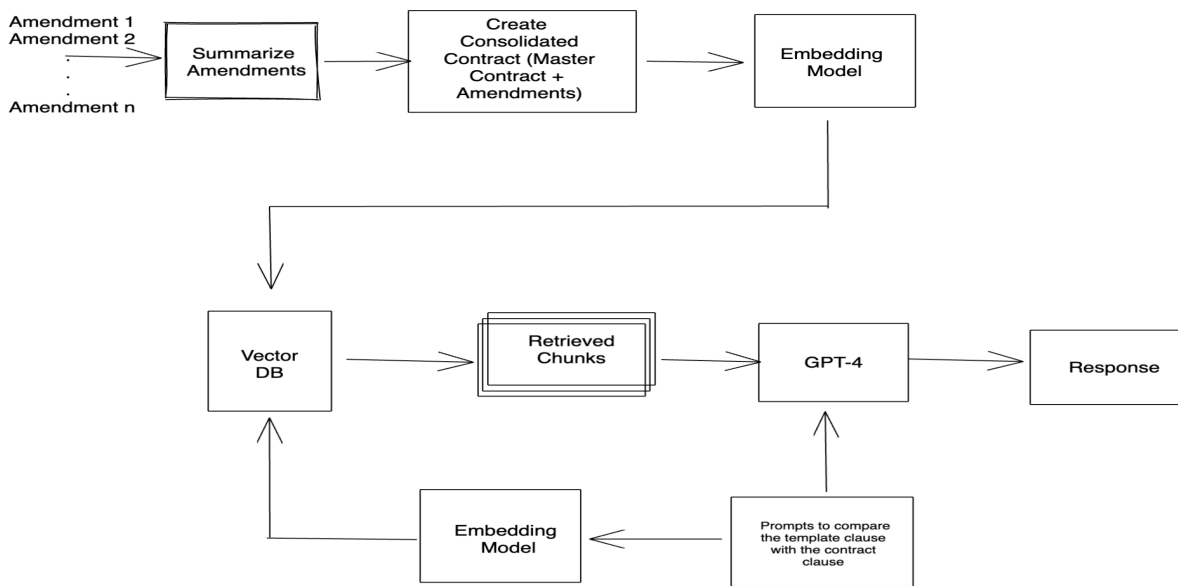 Amendment 1
Amendment 2
.
.
.
Amendment n
Summarize
Amendments
Create
Consolidated
Contract (Master
Contract +
Amendments)
Embedding
Model
Vector
DB
Retrieved
Chunks
GPT-4
Response
Embedding
Model
Prompts to compare
the template clause
with the contract
clause